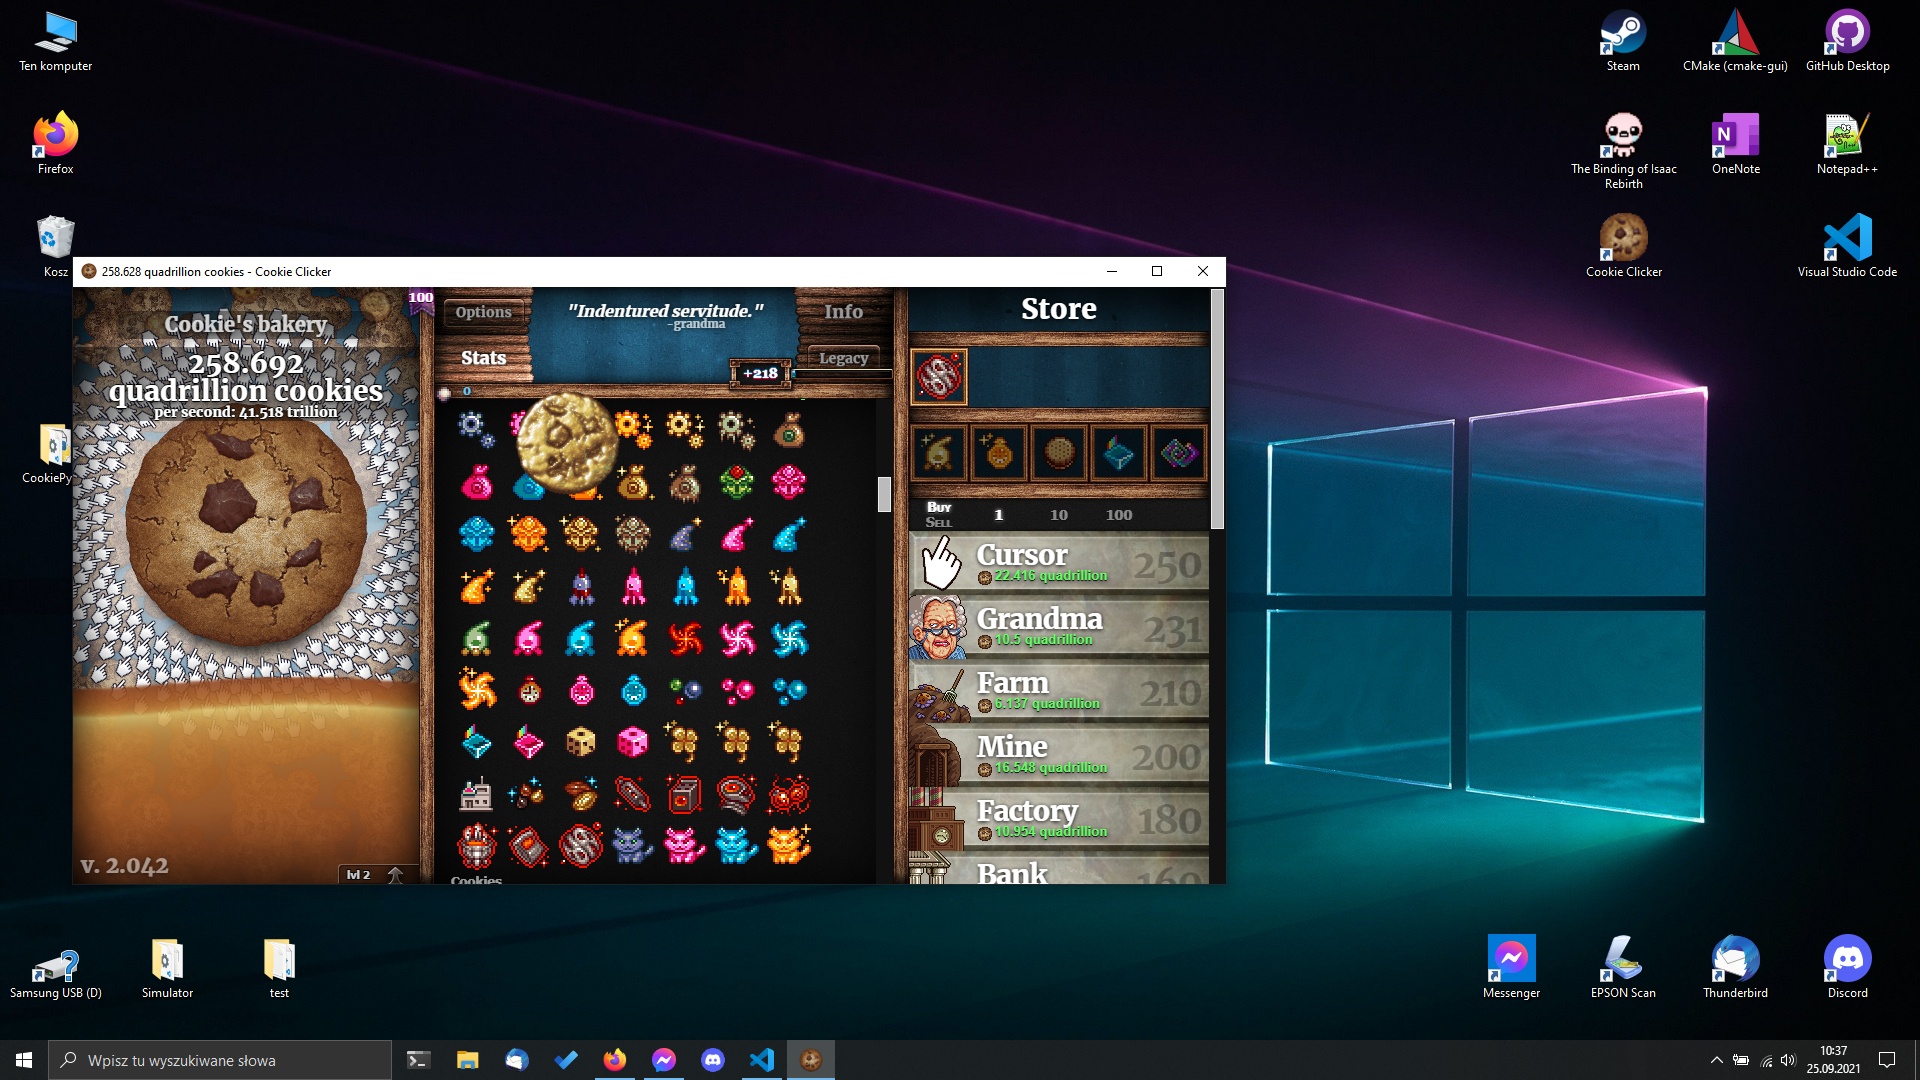 Ten komputer
Firefox
Kosz
CookiePy
Samsung USB (D)
Simulator
test
Steam
CMake (cmake-gui)
GitHub Desktop
The Binding of Isaac
Rebirth
OneNote
Notepad++
Cookie Clicker
Visual Studio Code
258.628 quadrillion cookies - Cookie Clicker
Cookie's bakery
258.692
quadrillion cookies
per second: 41.518 trillion
v. 2.042
lvl 2
100
Options
Stats
"Indentured servitude."
-grandma
Info
Legacy
+218
0
Cookies
Store
Buy
Sell
1
10
100
Cursor
22.416 quadrillion
250
Grandma
10.5 quadrillion
231
Farm
6.137 quadrillion
210
Mine
16.548 quadrillion
200
Factory
10.954 quadrillion
180
Bank
160
Messenger
EPSON Scan
Thunderbird
Discord
Wpisz tu wyszukiwane słowa
10:37
25.09.2021